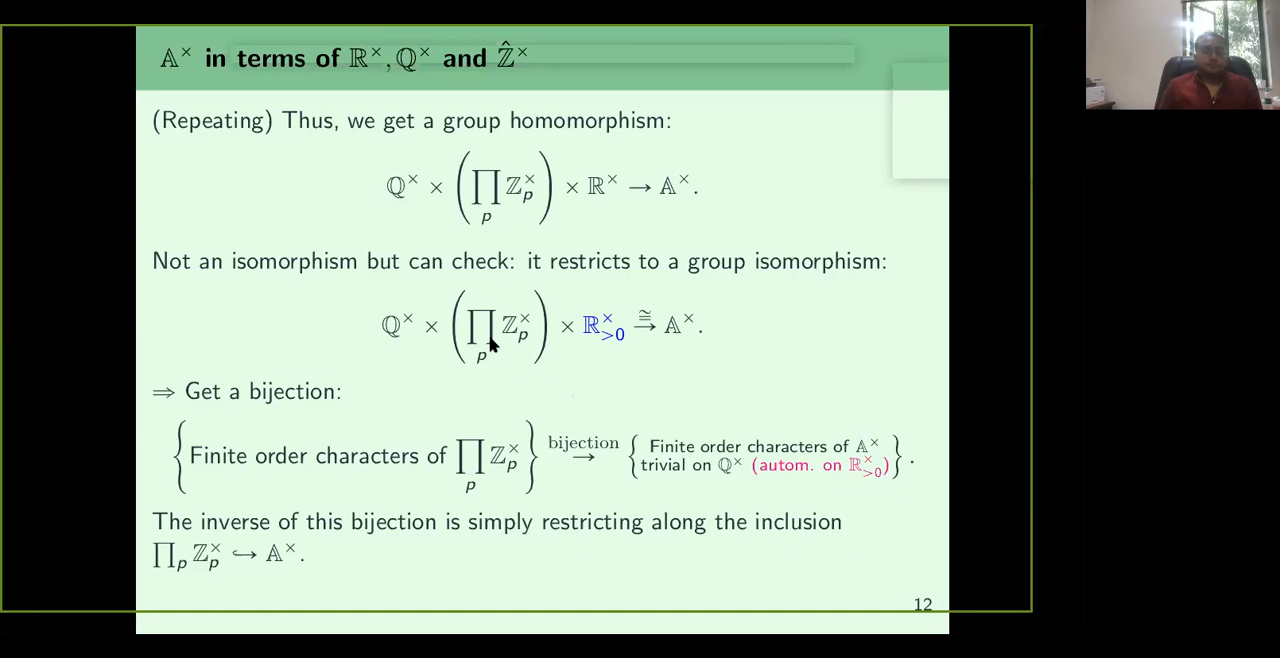 𝔸× in terms of ℝ×, ℚ× and ℤ̂×
(Repeating) Thus, we get a group homomorphism:
ℚ× × (∏_p ℤ_p^×) × ℝ× → 𝔸×.
Not an isomorphism but can check: it restricts to a group isomorphism:
ℚ× × (∏_p ℤ_p^×) × ℝ_{>0}^× ≅→ 𝔸×.
⇒ Get a bijection:
{Finite order characters of ∏_p ℤ_p^×} bijection→ {Finite order characters of 𝔸× trivial on ℚ× (autom. on ℝ_{>0}^×)}.
The inverse of this bijection is simply restricting along the inclusion
∏_p ℤ_p^× ↪ 𝔸×.
12